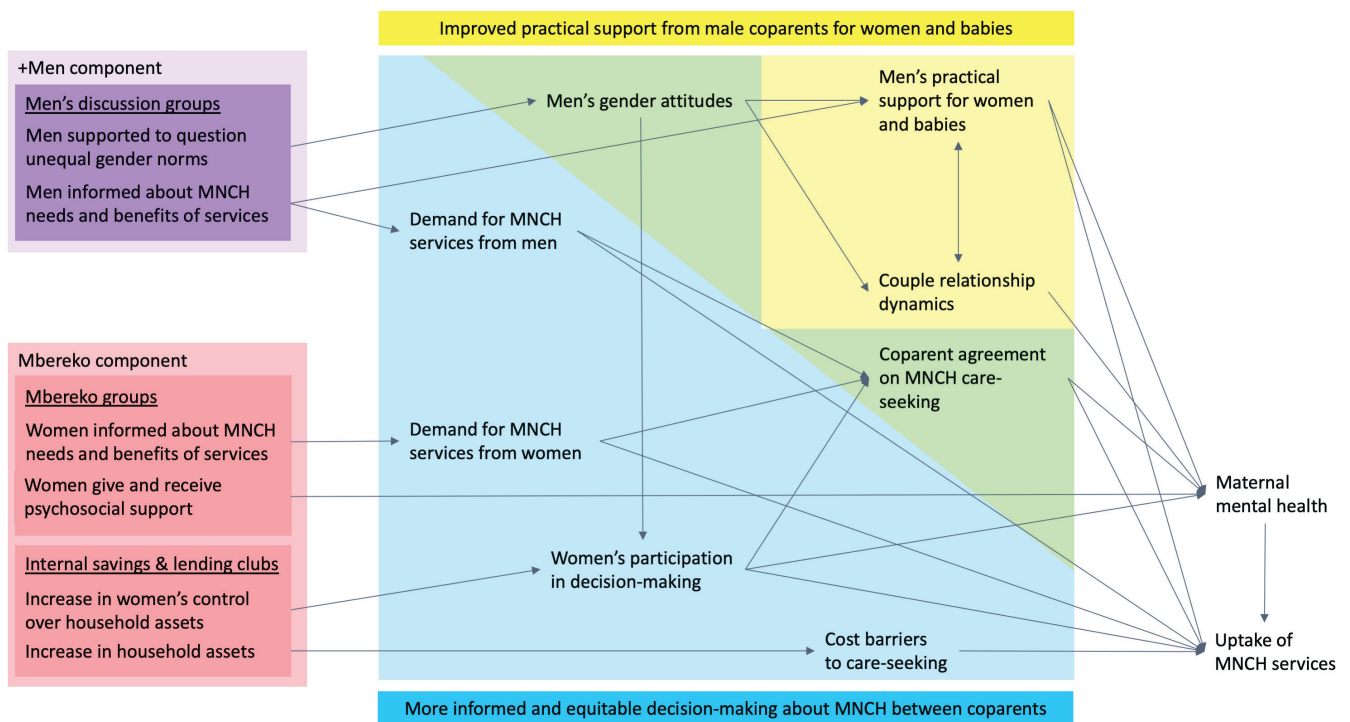 Improved practical support from male coparents for women and babies
+Men component
Men’s discussion groups
Men supported to question
unequal gender norms
Men informed about MNCH
needs and benefits of services
Men’s gender attitudes
Men’s practical
support for women
and babies
Demand for MNCH
services from men
Couple relationship
dynamics
Mbereko component
Mbereko groups
Women informed about MNCH
needs and benefits of services
Women give and receive
psychosocial support
Internal savings & lending clubs
Increase in women’s control
over household assets
Increase in household assets
Coparent agreement
on MNCH care-
seeking
Demand for MNCH
services from women
Women’s participation
in decision-making
Cost barriers
to care-seeking
Maternal
mental health
Uptake of
MNCH services
More informed and equitable decision-making about MNCH between coparents